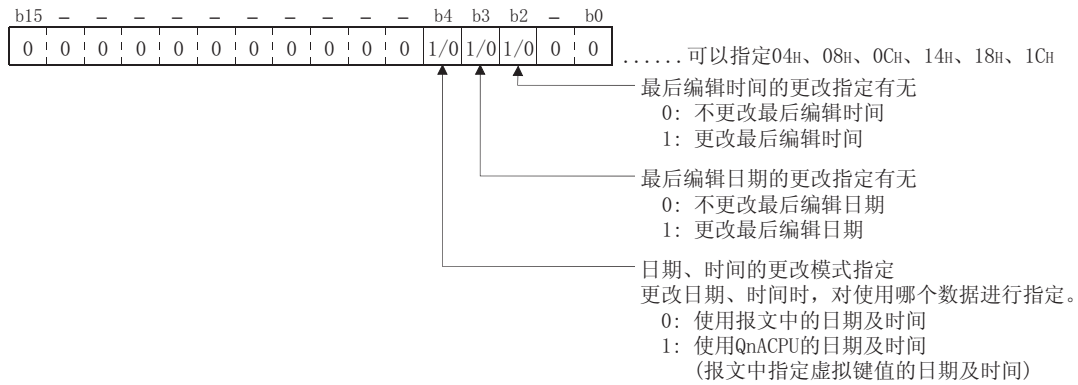 b15 － － － － － － － － － b4 b3 b2 － b0
0 0 0 0 0 0 0 0 0 0 0 1/0 1/0 1/0 0 0 ......可以指定04H、08H、0CH、14H、18H、1CH
最后编辑时间的更改指定有无
0: 不更改最后编辑时间
1: 更改最后编辑时间
最后编辑日期的更改指定有无
0: 不更改最后编辑日期
1: 更改最后编辑日期
日期、时间的更改模式指定
更改日期、时间时，对使用哪个数据进行指定。
0: 使用报文中的日期及时间
1: 使用QnACPU的日期及时间
(报文中指定虚拟键值的日期及时间)